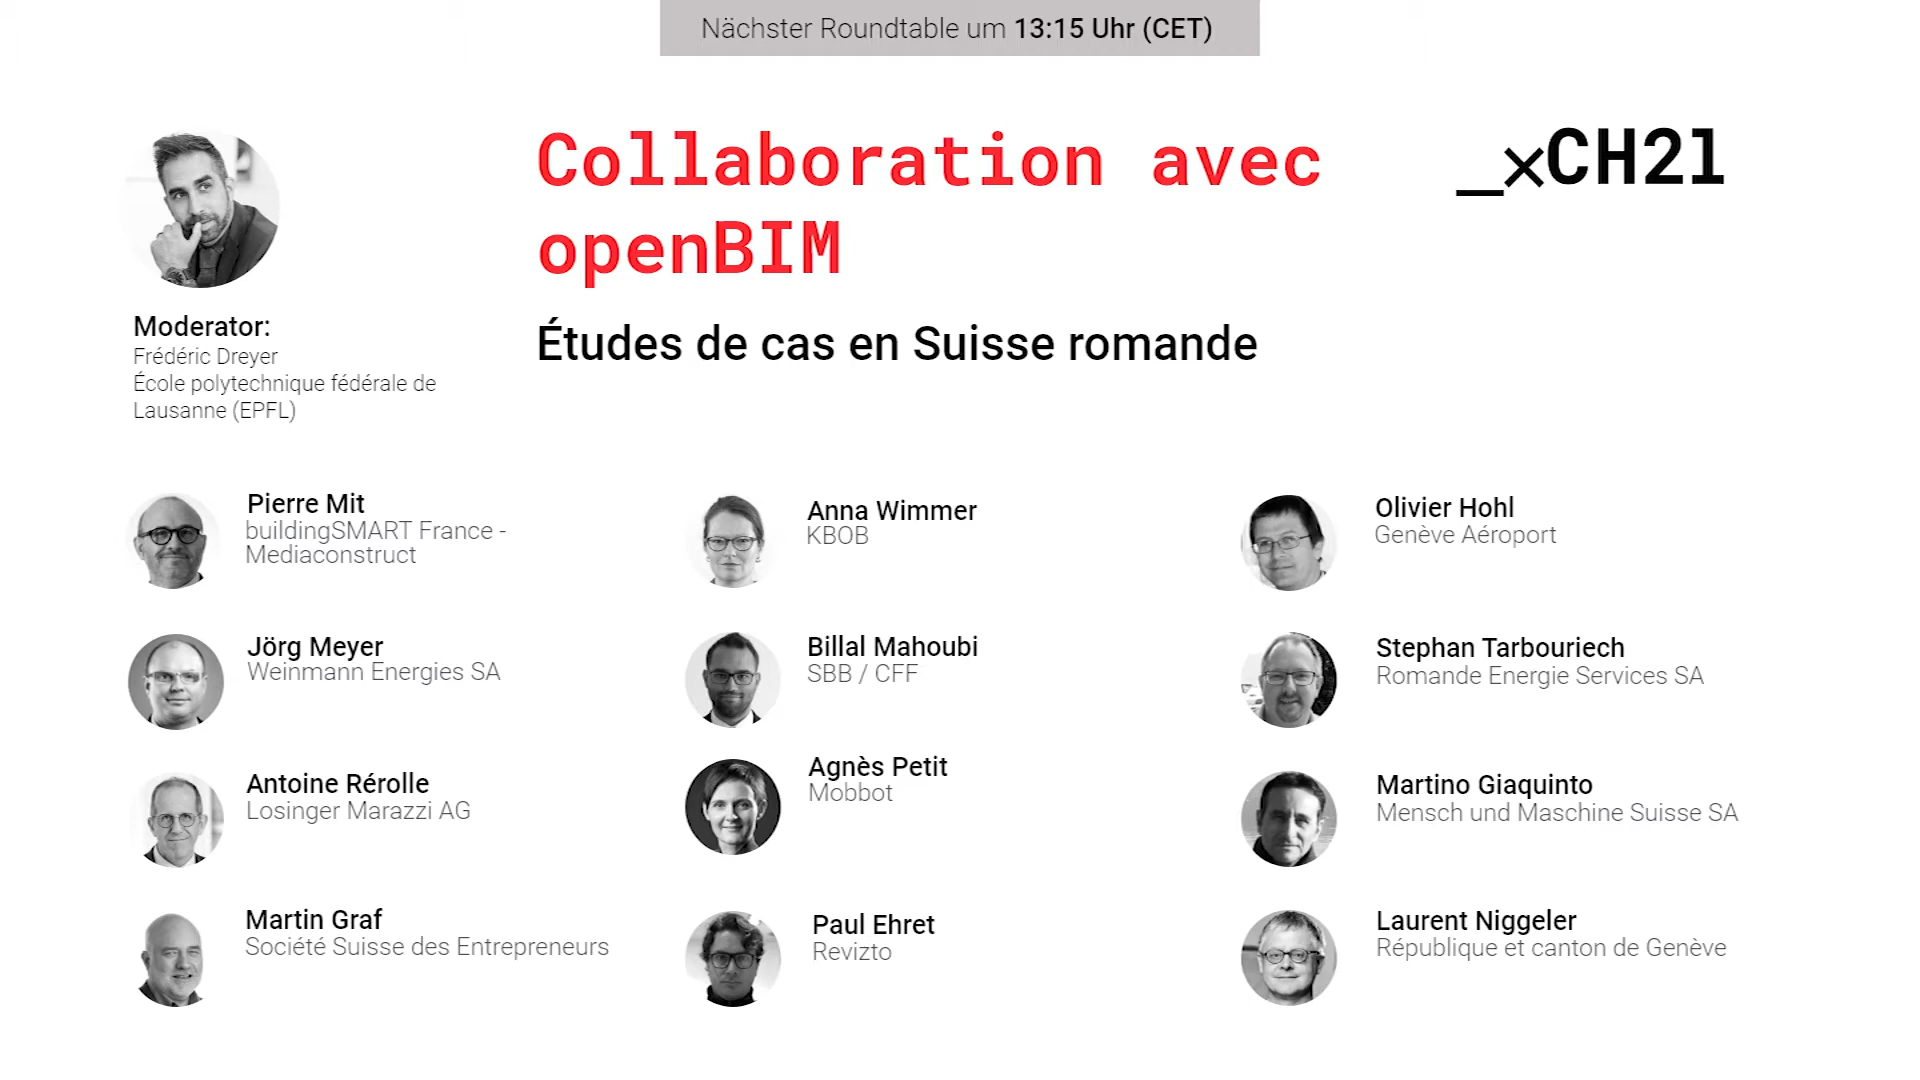 Nächster Roundtable um 13:15 Uhr (CET)
Collaboration avec
openBIM
_xCH21
Études de cas en Suisse romande
Moderator:
Frédéric Dreyer
École polytechnique fédérale de
Lausanne (EPFL)
Pierre Mit
buildingSMART France -
Mediaconstruct
Anna Wimmer
KBOB
Olivier Hohl
Genève Aéroport
Jörg Meyer
Weinmann Energies SA
Billal Mahoubi
SBB / CFF
Stephan Tarbouriech
Romande Energie Services SA
Antoine Rérolle
Losinger Marazzi AG
Agnès Petit
Mobbot
Martino Giaquinto
Mensch und Maschine Suisse SA
Martin Graf
Société Suisse des Entrepreneurs
Paul Ehret
Revizto
Laurent Niggeler
République et canton de Genève